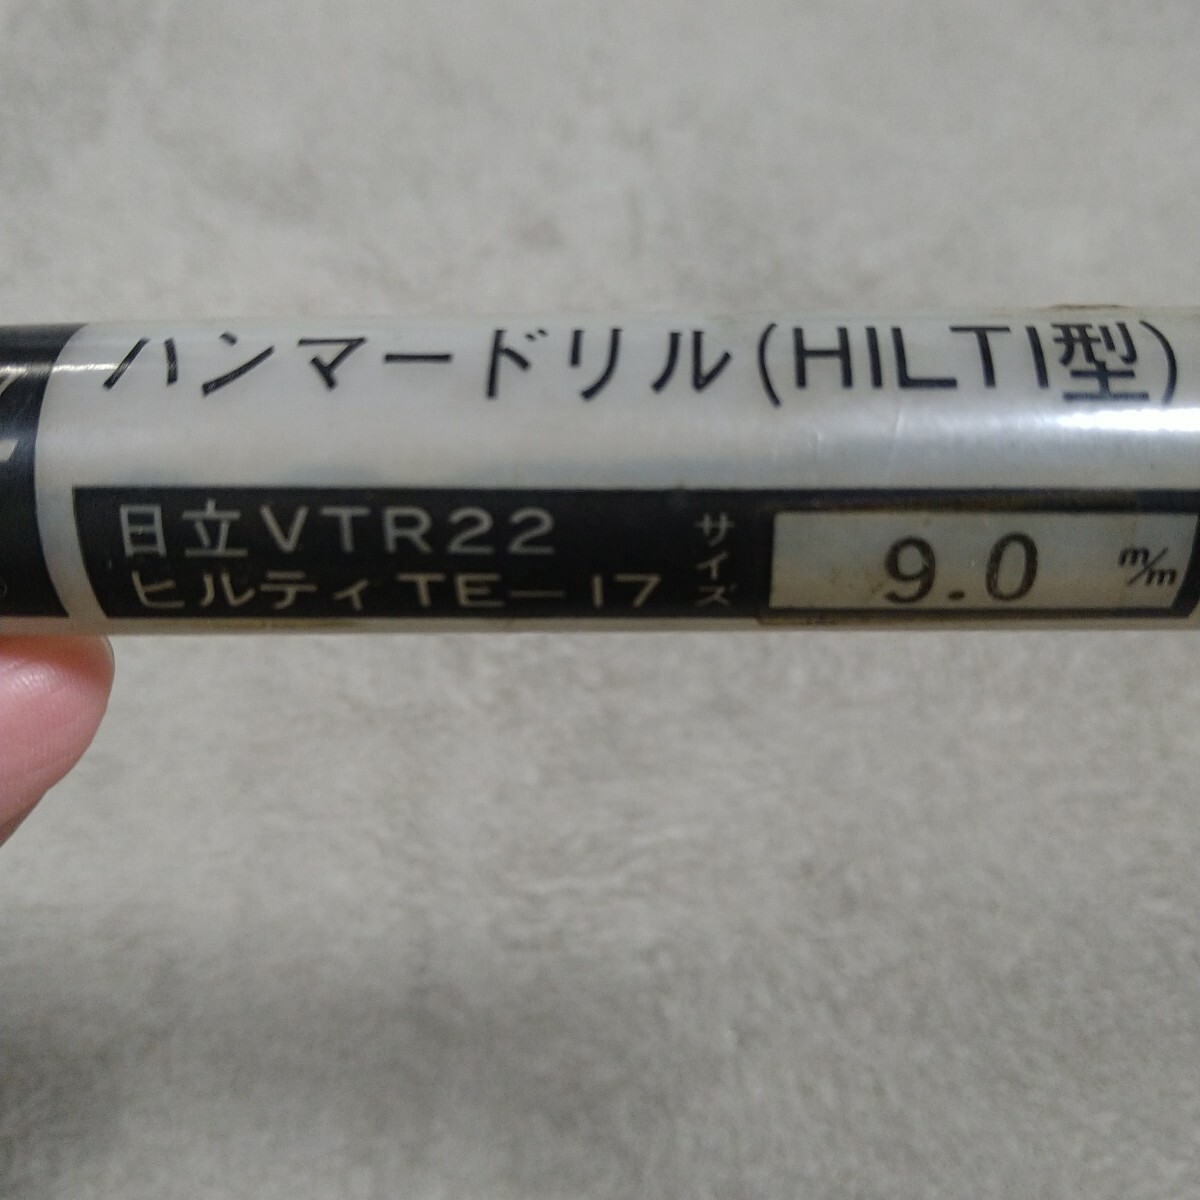 ハンマードリル(HILTI型)
日立VTR22
ヒルティTE—17
サイズ
9.0 m/m